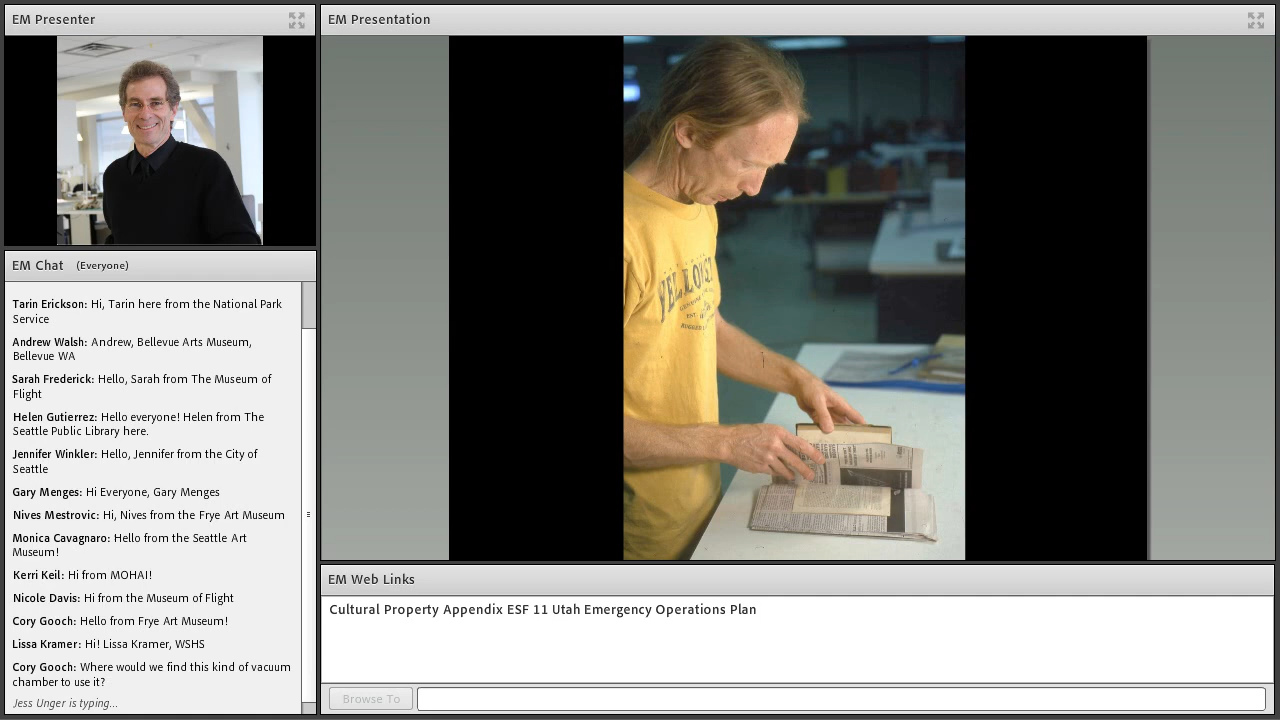 EM Presenter
EM Chat (Everyone)
Tarin Erickson: Hi, Tarin here from the National Park
Service
Andrew Walsh: Andrew, Bellevue Arts Museum,
Bellevue WA
Sarah Frederick: Hello, Sarah from The Museum of
Flight
Helen Gutierrez: Hello everyone! Helen from The
Seattle Public Library here.
Jennifer Winkler: Hello, Jennifer from the City of
Seattle
Gary Menges: Hi Everyone, Gary Menges
Nives Mestrovic: Hi, Nives from the Frye Art Museum
Monica Cavagnaro: Hello from the Seattle Art
Museum!
Kerri Keil: Hi from MOHAI!
Nicole Davis: Hi from the Museum of Flight
Cory Gooch: Hello from Frye Art Museum!
Lissa Kramer: Hi! Lissa Kramer, WSHS
Cory Gooch: Where would we find this kind of vacuum
chamber to use it?
Jess Unger is typing...
EM Presentation
EM Web Links
Cultural Property Appendix ESF 11 Utah Emergency Operations Plan
Browse To